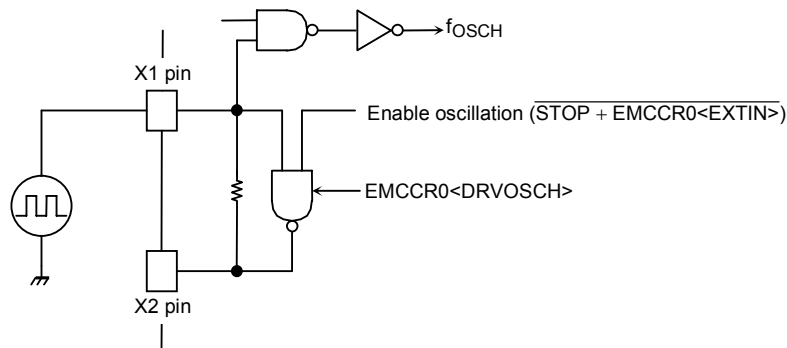 fOSCH
X1 pin
Enable oscillation (STOP + EMCCR0<EXTIN>)
EMCCR0<DRVOSCH>
X2 pin